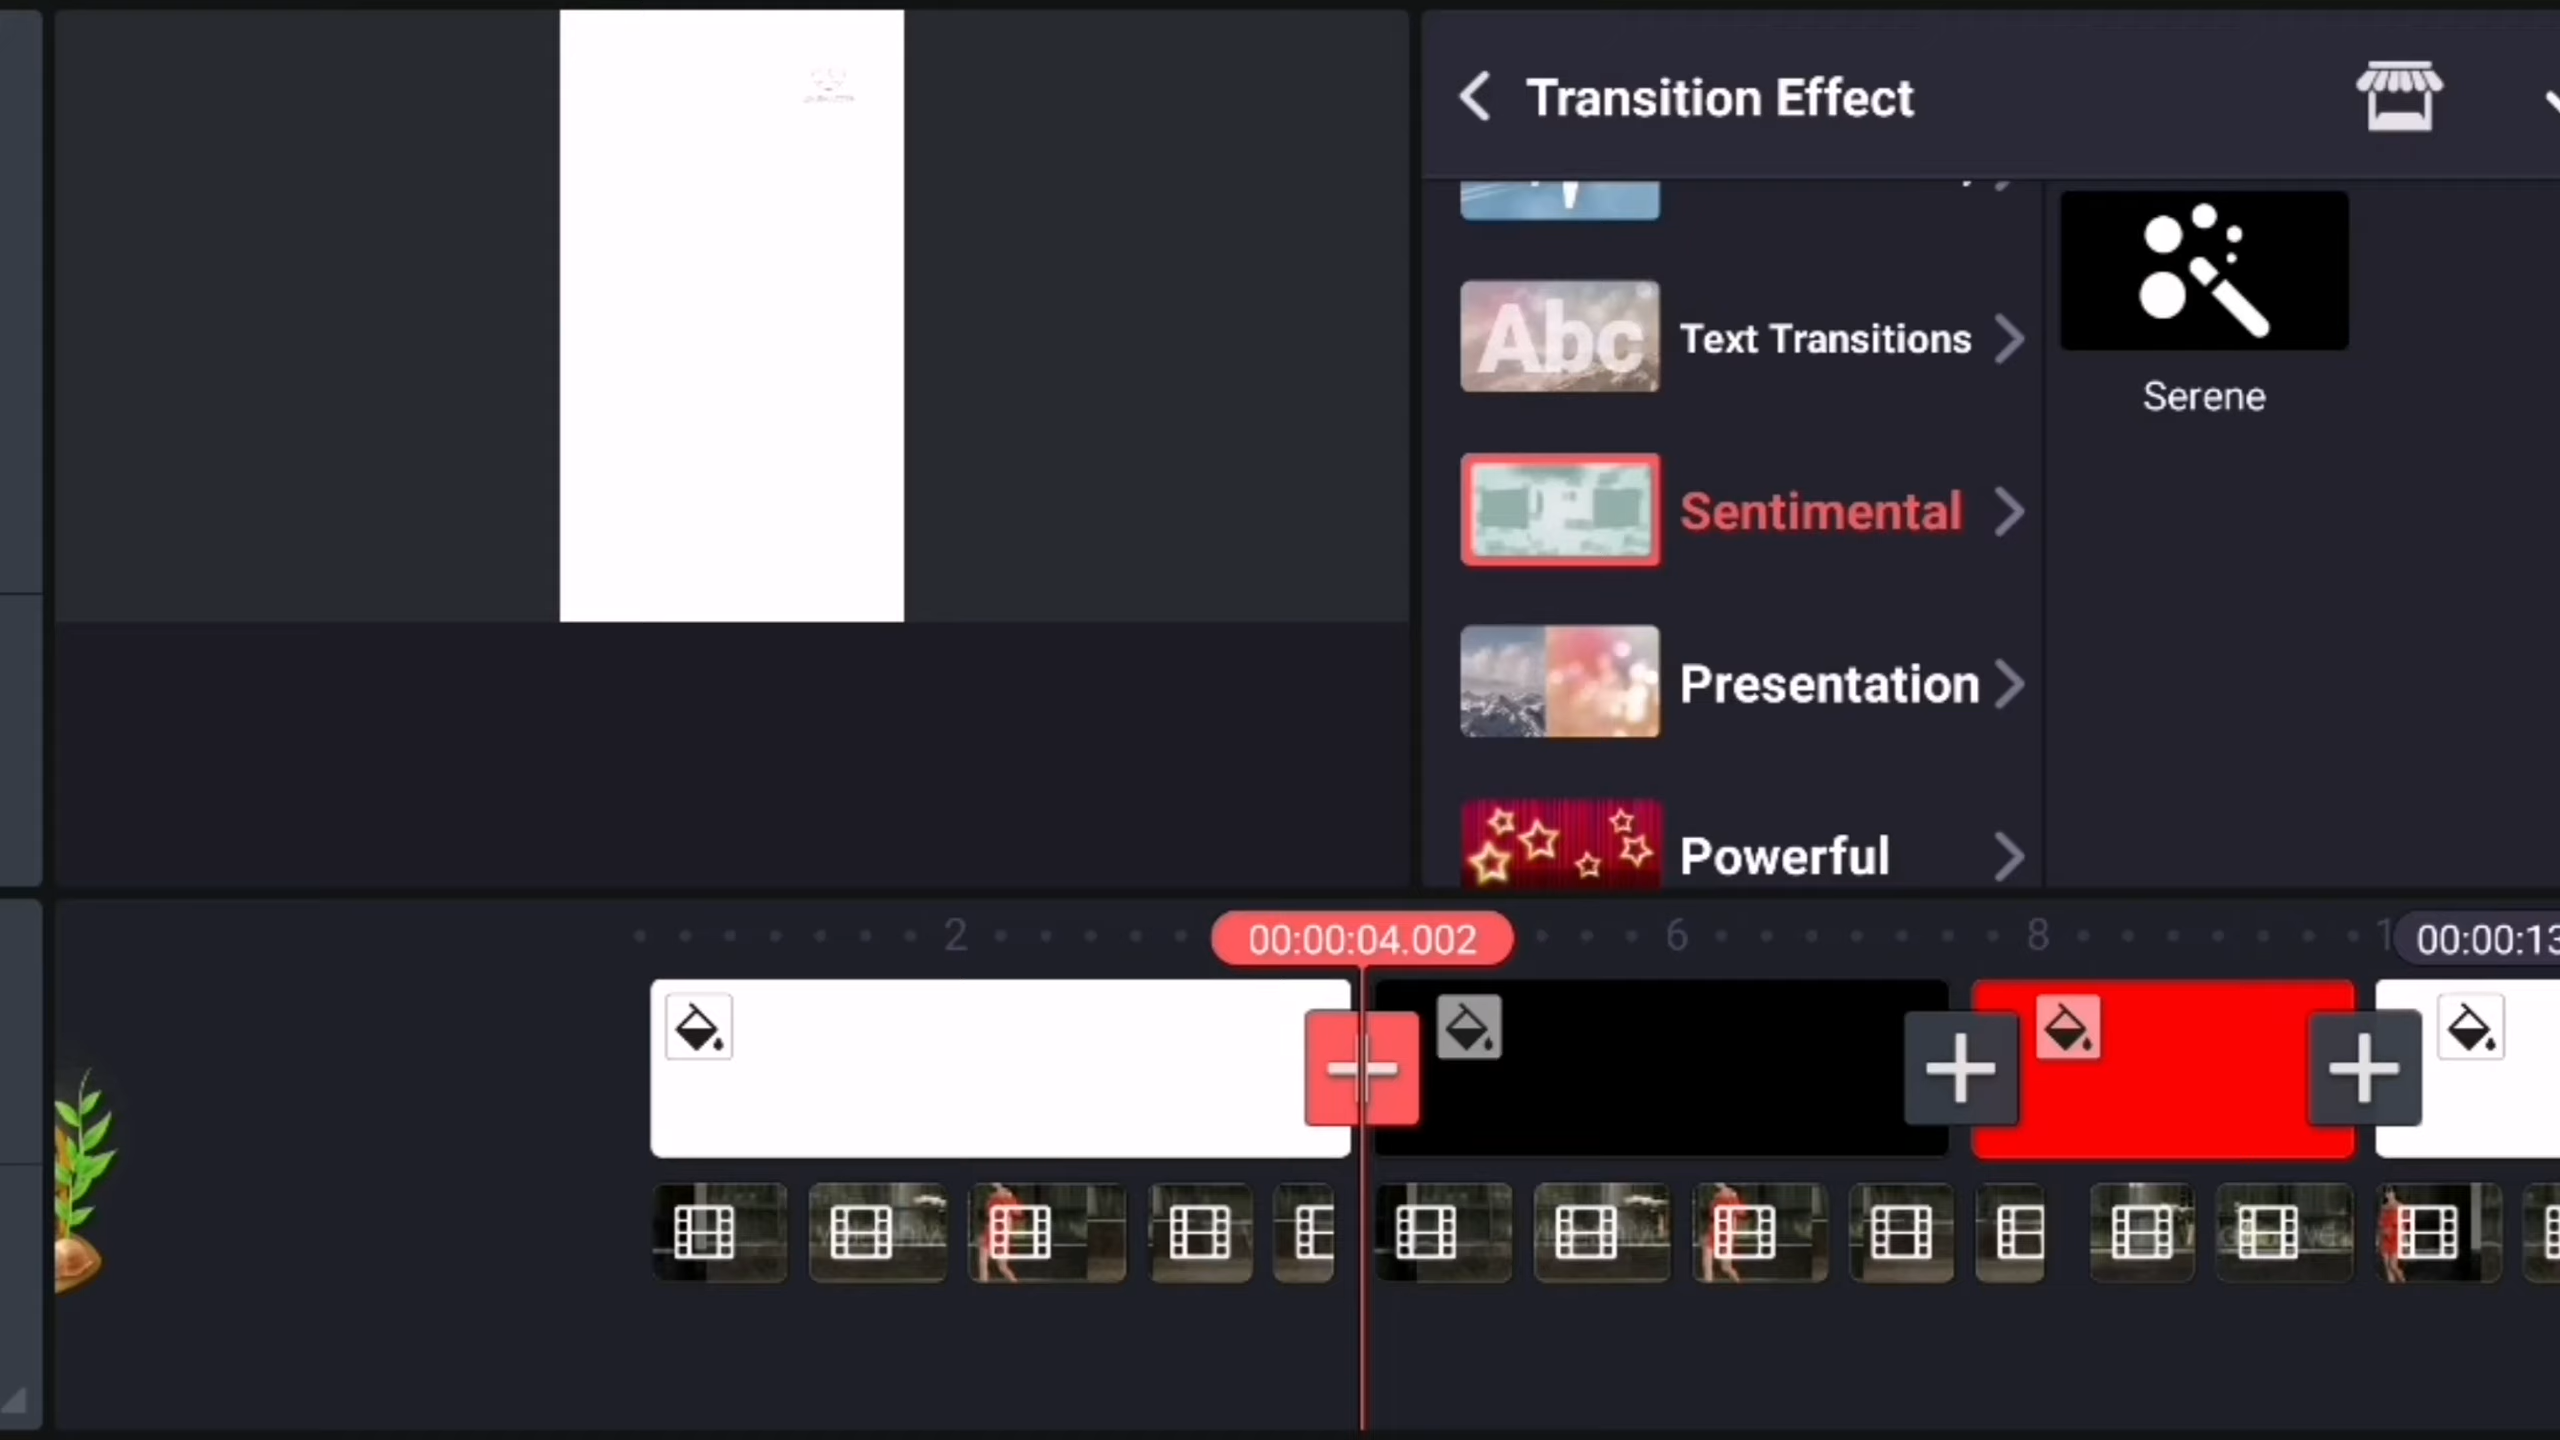 Transition Effect
Abc
Text Transitions
Serene
Sentimental
Presentation
Powerful
2
00:00:04.002
6
8
00:00:13